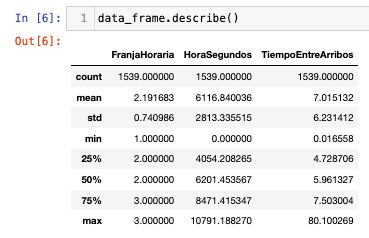 In [6]: 1 data_frame.describe()
Out[6]:
FranjaHoraria HoraSegundos TiempoEntreArribos
count 1539.000000 1539.000000 1539.000000
mean 2.191683 6116.840036 7.015132
std 0.740986 2813.335515 6.231412
min 1.000000 0.000000 0.016558
25% 2.000000 4054.208265 4.728706
50% 2.000000 6201.453567 5.961327
75% 3.000000 8471.415347 7.503004
max 3.000000 10791.188270 80.100269